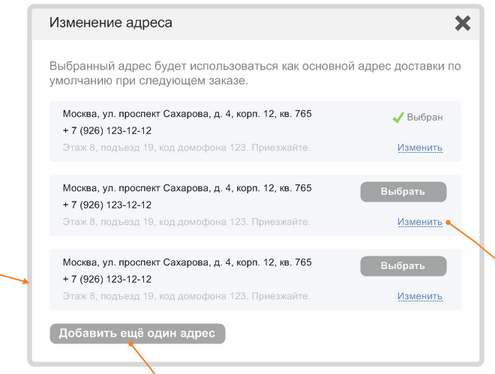 Изменение адреса
Выбранный адрес будет использоваться как основной адрес доставки по
умолчанию при следующем заказе.
Москва, ул. проспект Сахарова, д. 4, корп. 12, кв. 765
+ 7 (926) 123-12-12
Этаж 8, подъезд 19, код домофона 123. Приезжайте.
Выбран
Изменить
Москва, ул. проспект Сахарова, д. 4, корп. 12, кв. 765
+ 7 (926) 123-12-12
Этаж 8, подъезд 19, код домофона 123. Приезжайте.
Выбрать
Изменить
Москва, ул. проспект Сахарова, д. 4, корп. 12, кв. 765
+ 7 (926) 123-12-12
Этаж 8, подъезд 19, код домофона 123. Приезжайте.
Выбрать
Изменить
Добавить ещё один адрес